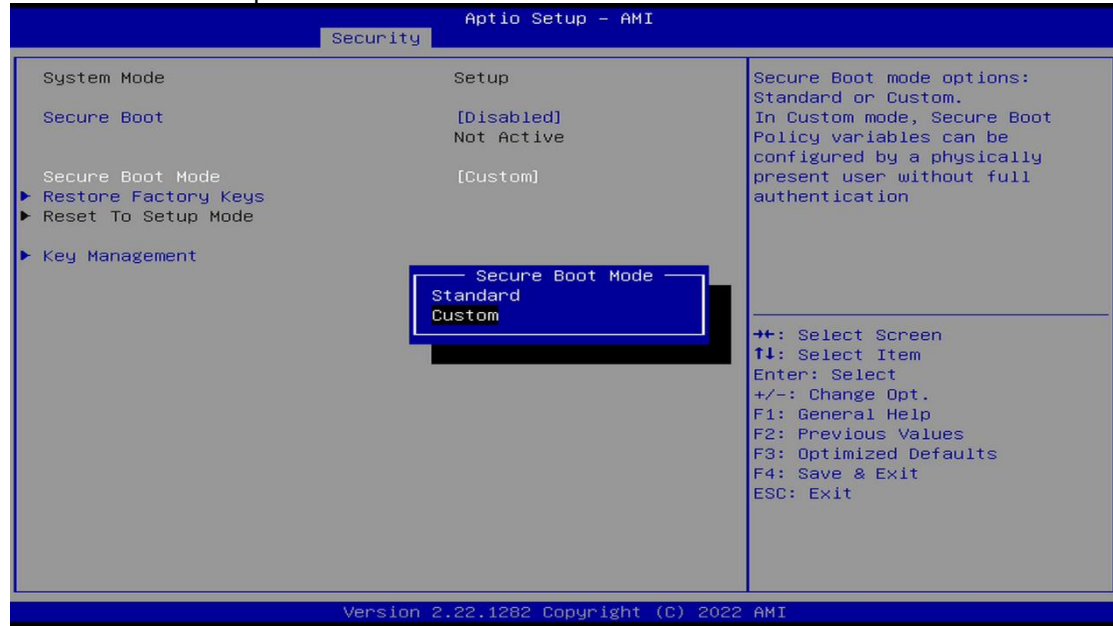 Aptio Setup – AMI
Security
System Mode Setup
Secure Boot [Disabled]
Not Active
Secure Boot Mode [Custom]
▶ Restore Factory Keys
▶ Reset To Setup Mode
▶ Key Management
Secure Boot Mode
Standard
Custom
Secure Boot mode options:
Standard or Custom.
In Custom mode, Secure Boot
Policy variables can be
configured by a physically
present user without full
authentication
→←: Select Screen
↑↓: Select Item
Enter: Select
+/-: Change Opt.
F1: General Help
F2: Previous Values
F3: Optimized Defaults
F4: Save & Exit
ESC: Exit
Version 2.22.1282 Copyright (C) 2022 AMI